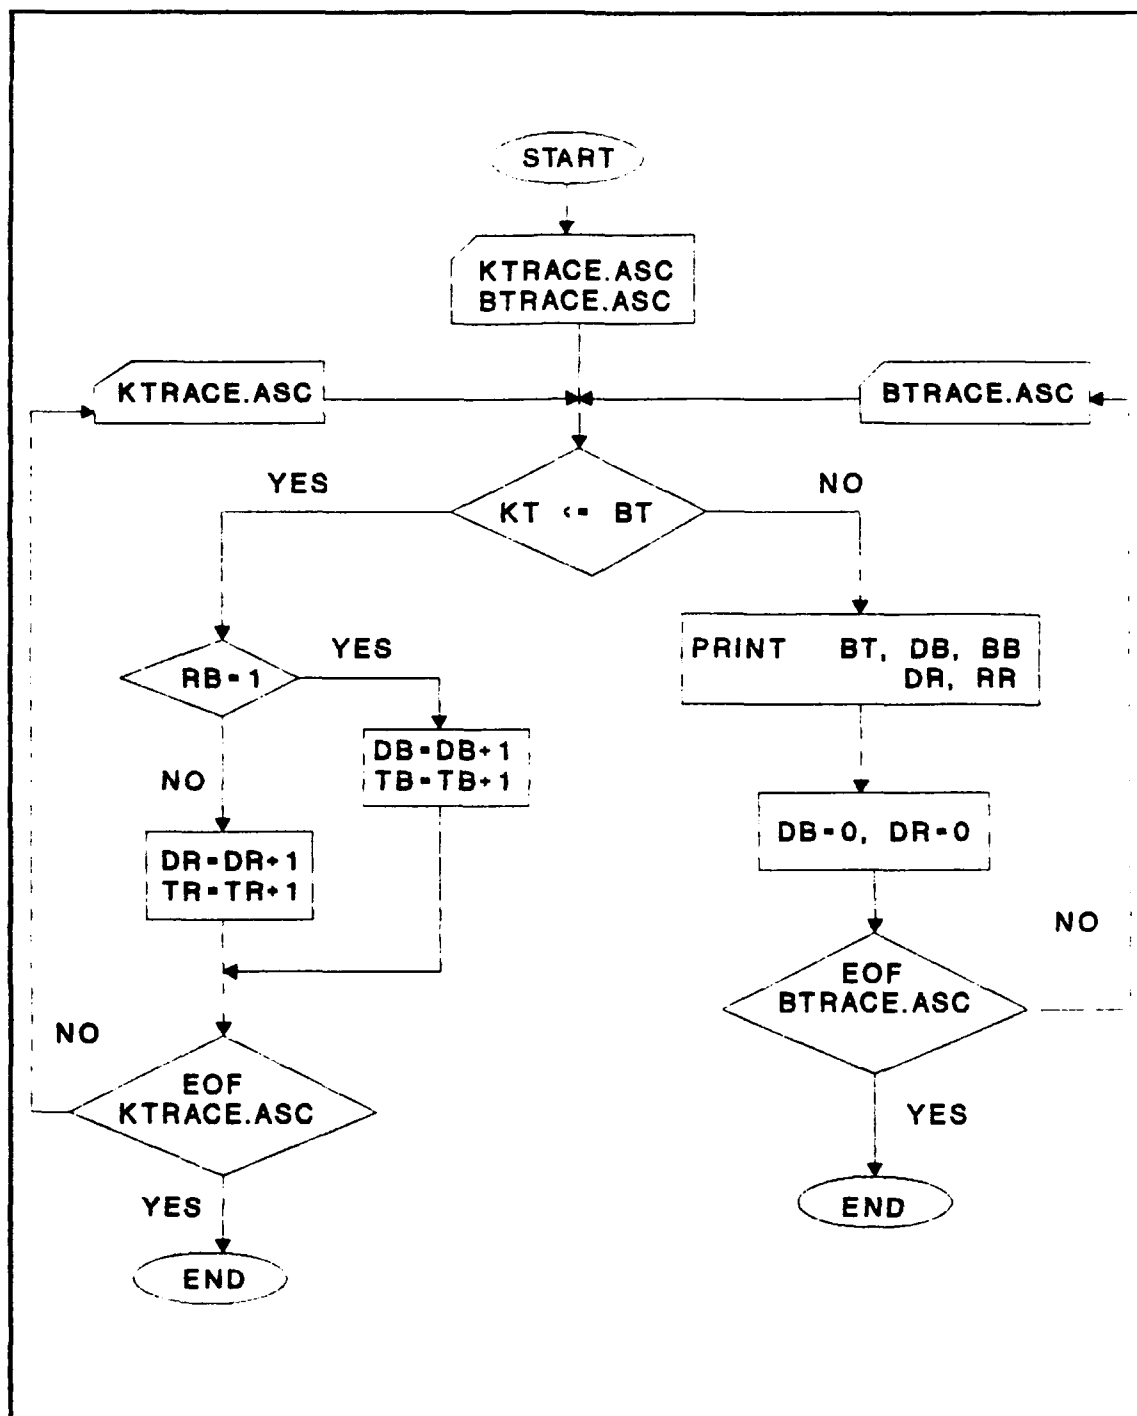 START
KTRACE.ASC
BTRACE.ASC
KTRACE.ASC
BTRACE.ASC
YES
NO
KT <= BT
YES
RB=1
PRINT BT, DB, BB
DR, RR
DB=DB+1
TB=TB+1
NO
DB=0, DR=0
DR=DR+1
TR=TR+1
NO
EOF
BTRACE.ASC
NO
EOF
KTRACE.ASC
YES
YES
END
END